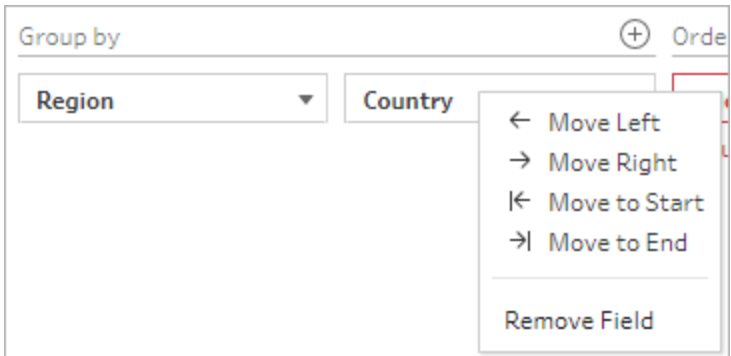 Group by
Orde
Region
Country
Move Left
Move Right
Move to Start
Move to End
Remove Field